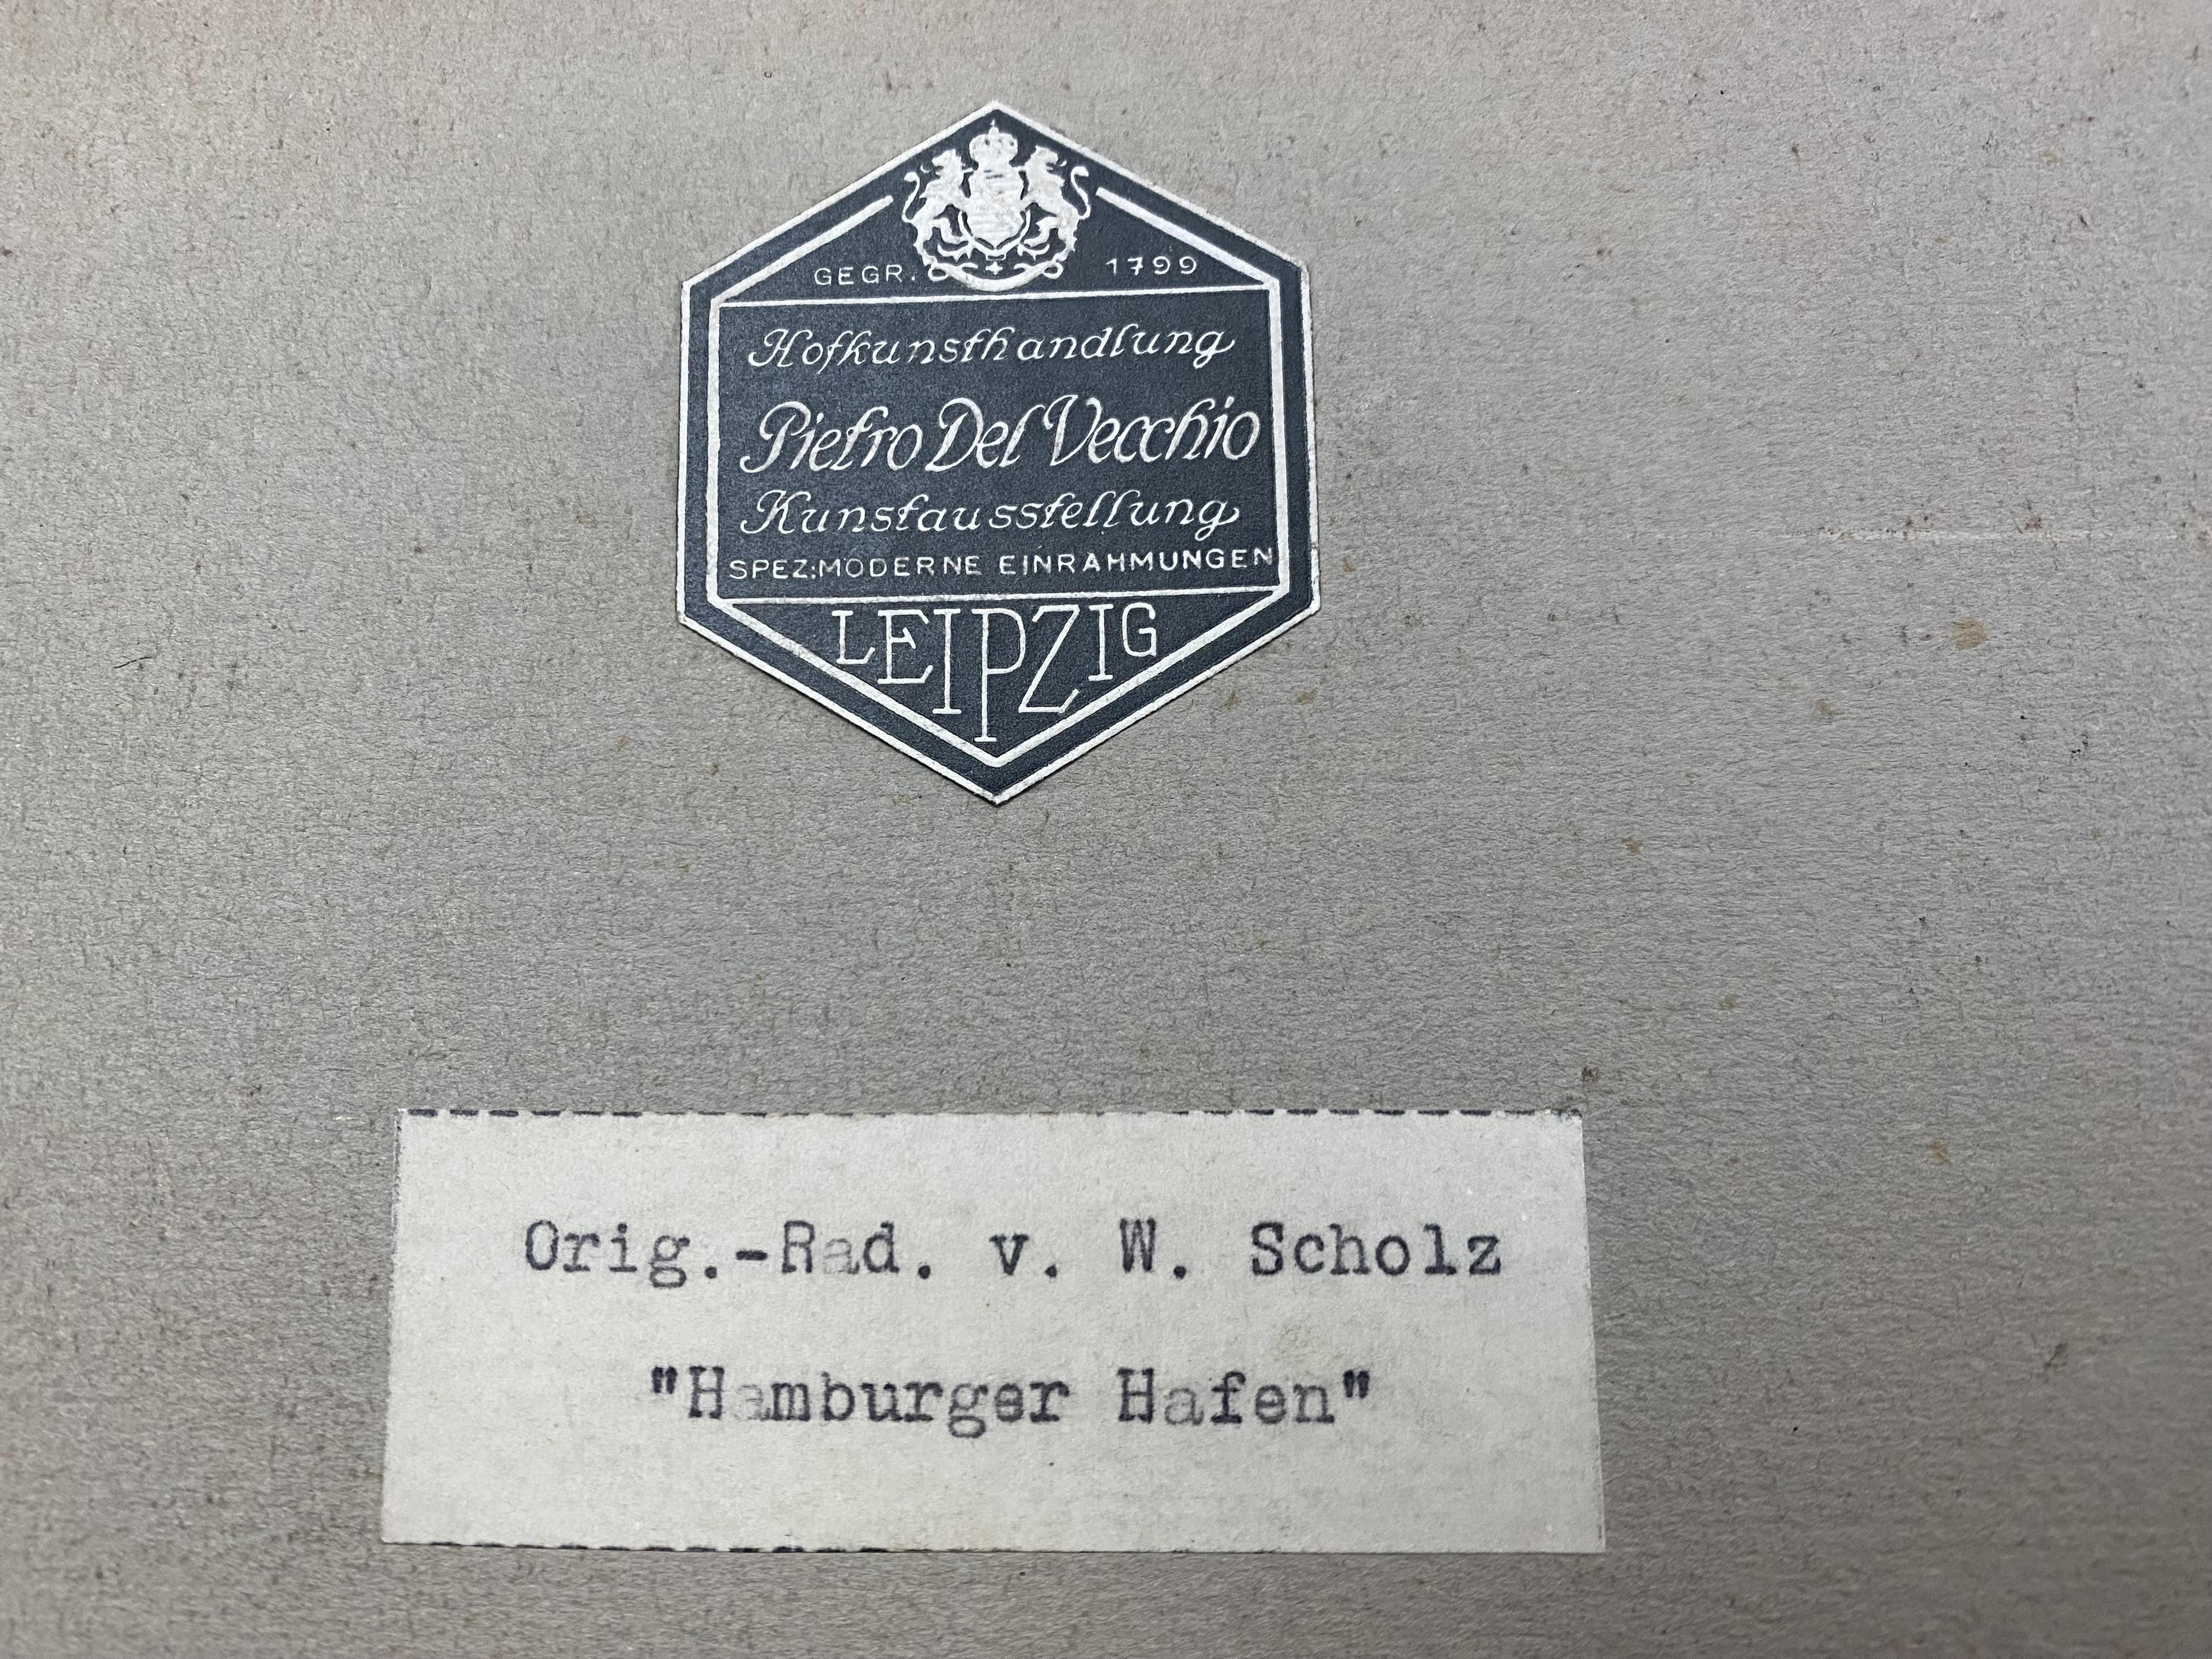 GEGR. 1799
Hofkunsthandlung
Pietro Del Vecchio
Kunstausstellung
SPEZ:MODERNE EINRAHMUNGEN
LEIPZIG
Orig.-Rad. v. W. Scholz
"Hamburger Hafen"